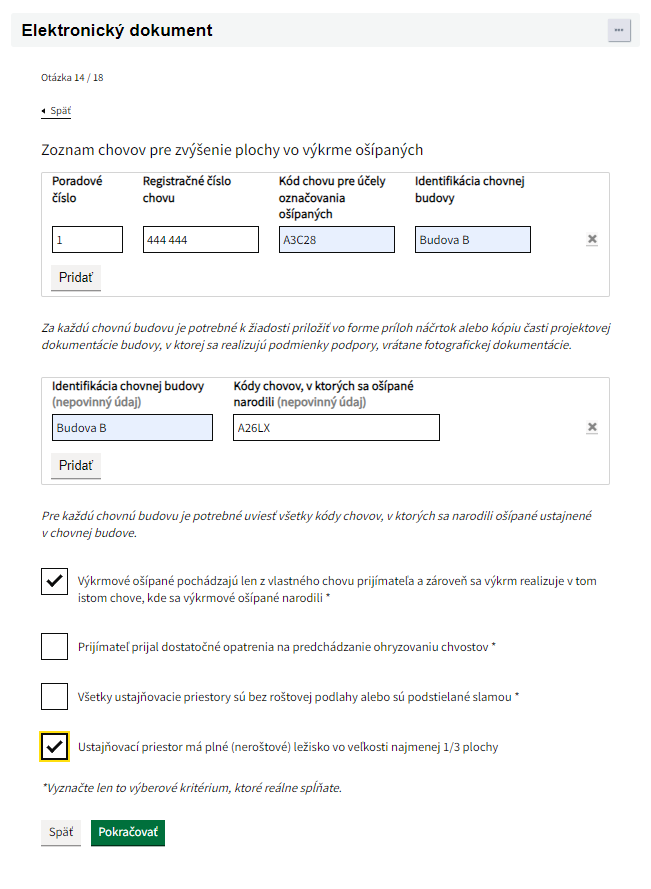 Elektronický dokument
Otázka 14 / 18
Späť
Zoznam chovov pre zvýšenie plochy vo výkrme ošípaných
Poradové číslo
Registračné číslo chovu
Kód chovu pre účely označovania ošípaných
Identifikácia chovnej budovy
1
444 444
A3C28
Budova B
Pridať
Za každú chovnú budovu je potrebné k žiadosti priložiť vo forme príloh náčrtok alebo kópiu časti projektovej
dokumentácie budovy, v ktorej sa realizujú podmienky podpory, vrátane fotografickej dokumentácie.
Identifikácia chovnej budovy (nepovinný údaj)
Kódy chovov, v ktorých sa ošípané narodili (nepovinný údaj)
Budova B
A26LX
Pridať
Pre každú chovnú budovu je potrebné uviesť všetky kódy chovov, v ktorých sa narodili ošípané ustajnené
v chovnej budove.
Výkrmové ošípané pochádzajú len z vlastného chovu prijímateľa a zároveň sa výkrm realizuje v tom
istom chove, kde sa výkrmové ošípané narodili *
Prijímateľ prijal dostatočné opatrenia na predchádzanie ohryzovaniu chvostov *
Všetky ustajňovacie priestory sú bez roštovej podlahy alebo sú podstielané slamou *
Ustajňovací priestor má plné (neroštové) ležisko vo veľkosti najmenej 1/3 plochy
*Vyznačte len to výberové kritérium, ktoré reálne spĺňate.
Späť
Pokračovať